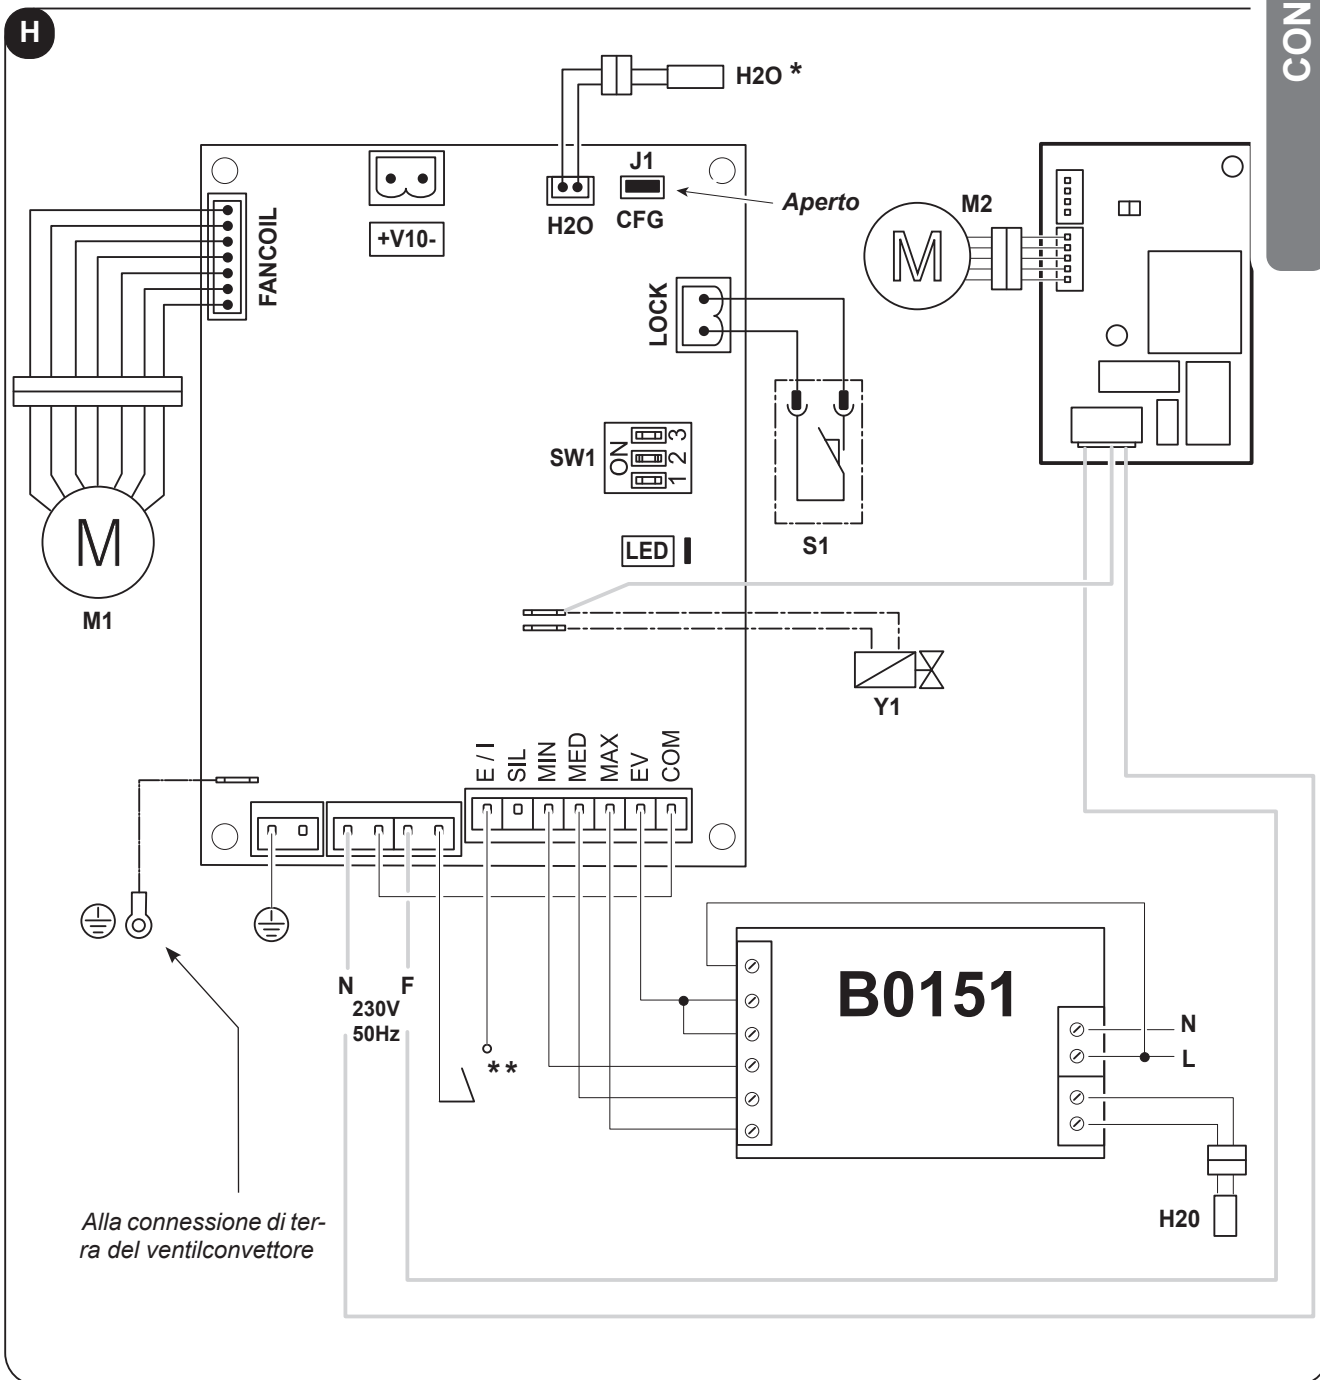 H
CON
H2O *
J1
Aperto
H2O
CFG
+V10-
FANCOIL
M2
M
LOCK
SW1
ON
1 2 3
S1
LED
M
M1
Y1
E / I
SIL
MIN
MED
MAX
EV
COM
N F
230V
50Hz
**
B0151
N
L
H20
Alla connessione di ter-
ra del ventilconvettore